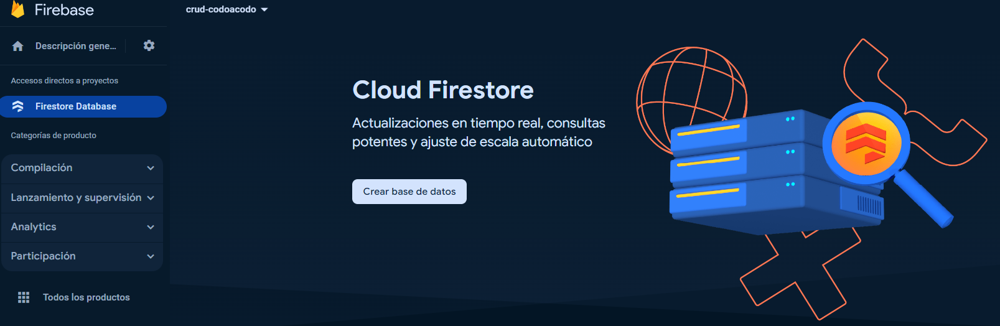 Firebase
crud-codoacodo
Descripción gene...
Accesos directos a proyectos
Firestore Database
Categorías de producto
Compilación
Lanzamiento y supervisión
Analytics
Participación
Todos los productos
Cloud Firestore
Actualizaciones en tiempo real, consultas
potentes y ajuste de escala automático
Crear base de datos